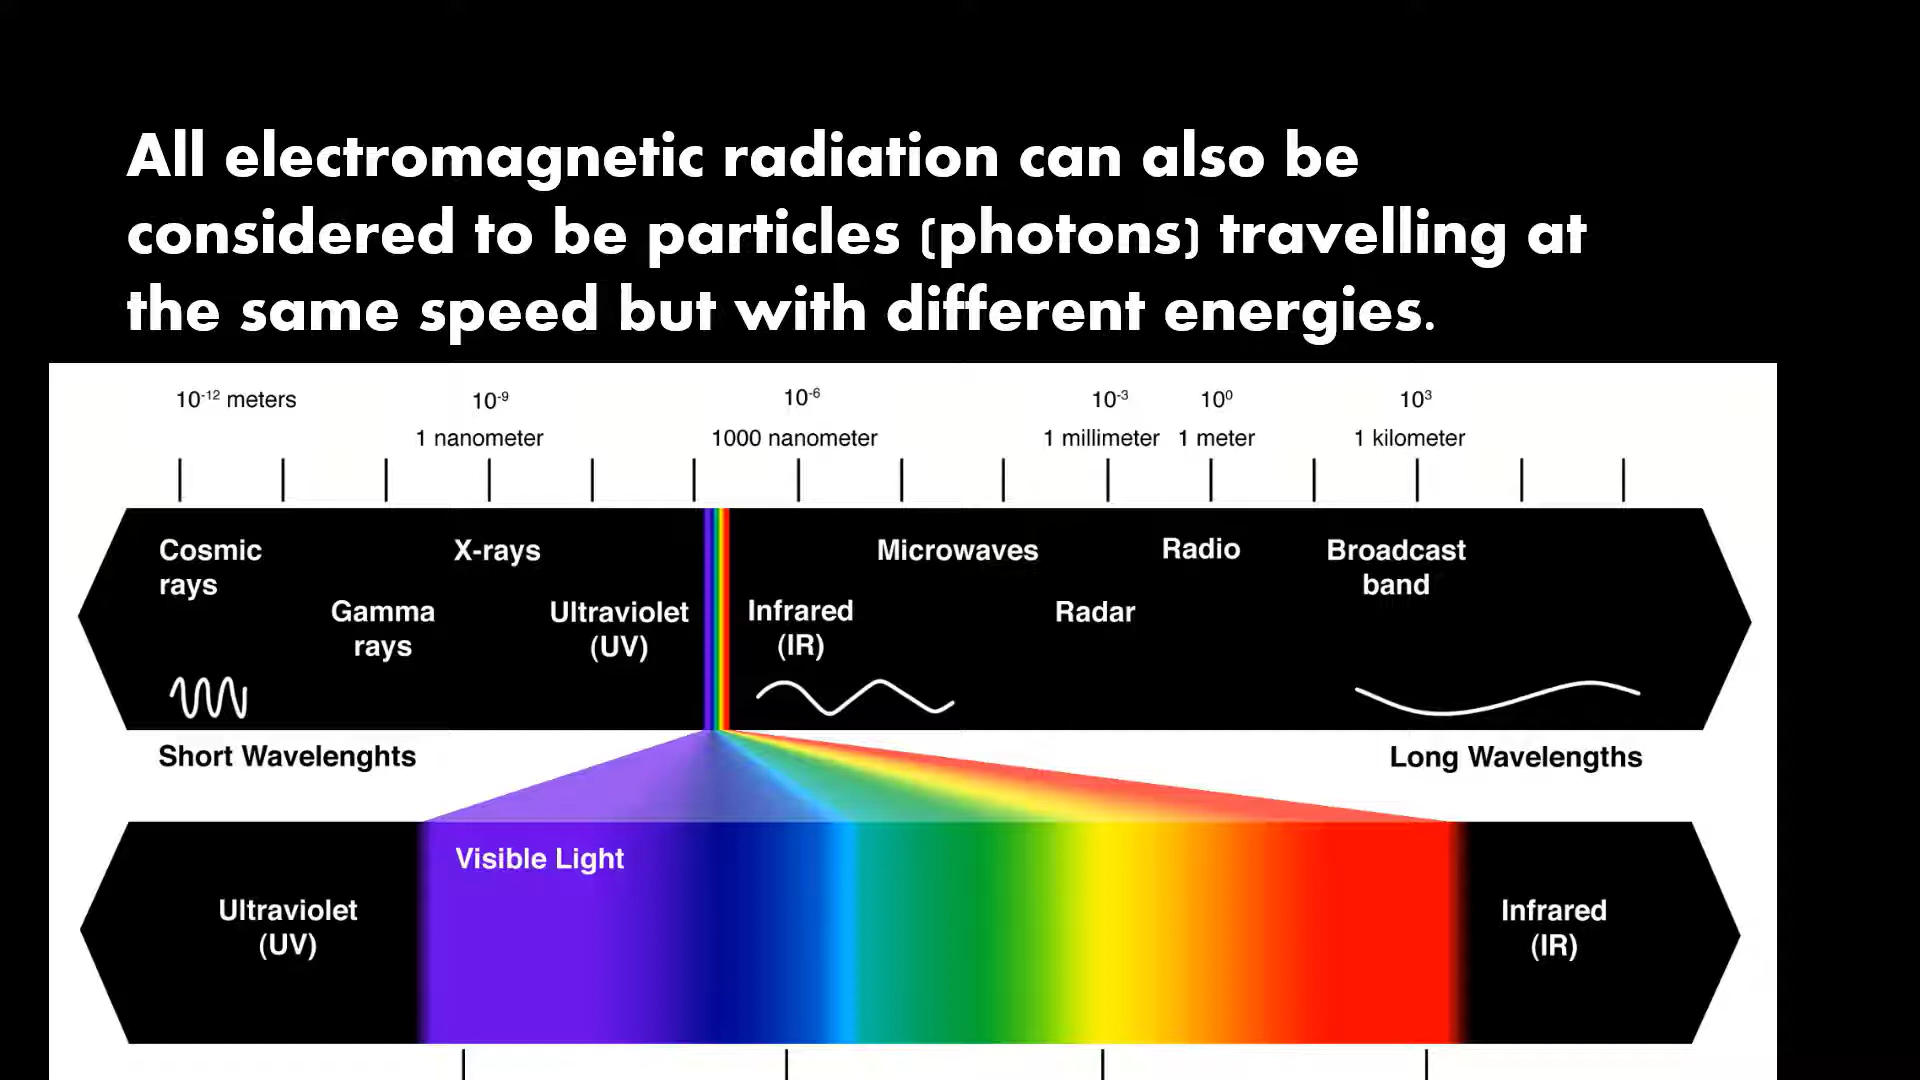 All electromagnetic radiation can also be
considered to be particles (photons) travelling at
the same speed but with different energies.
10⁻¹² meters 10⁻⁹ 10⁻⁶ 10⁻³ 10⁰ 10³
1 nanometer 1000 nanometer 1 millimeter 1 meter 1 kilometer
Cosmic
rays
Gamma
rays
X-rays
Ultraviolet
(UV)
Infrared
(IR)
Microwaves
Radar
Radio
Broadcast
band
Short Wavelenghts
Long Wavelengths
Visible Light
Ultraviolet
(UV)
Infrared
(IR)